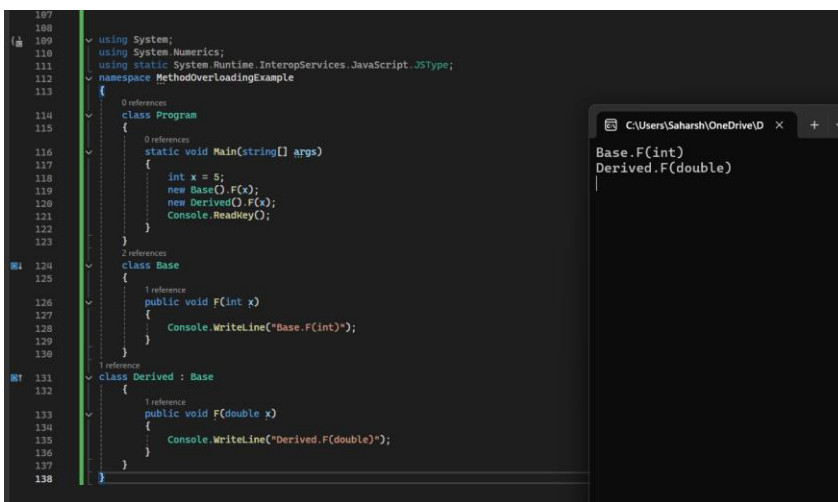 107
108
109 using System;
110 using System.Numerics;
111 using static System.Runtime.InteropServices.JavaScript.JSType;
112 namespace MethodOverloadingExample
113 {
0 references
114 class Program
115 {
0 references
116 static void Main(string[] args)
117 {
118 int x = 5;
119 new Base().F(x);
120 new Derived().F(x);
121 Console.ReadKey();
122 }
123 }
2 references
124 class Base
125 {
1 reference
126 public void F(int x)
127 {
128 Console.WriteLine("Base.F(int)");
129 }
130 }
1 reference
131 class Derived : Base
132 {
1 reference
133 public void F(double x)
134 {
135 Console.WriteLine("Derived.F(double)");
136 }
137 }
138 }
C:\Users\Saharsh\OneDrive\D
Base.F(int)
Derived.F(double)